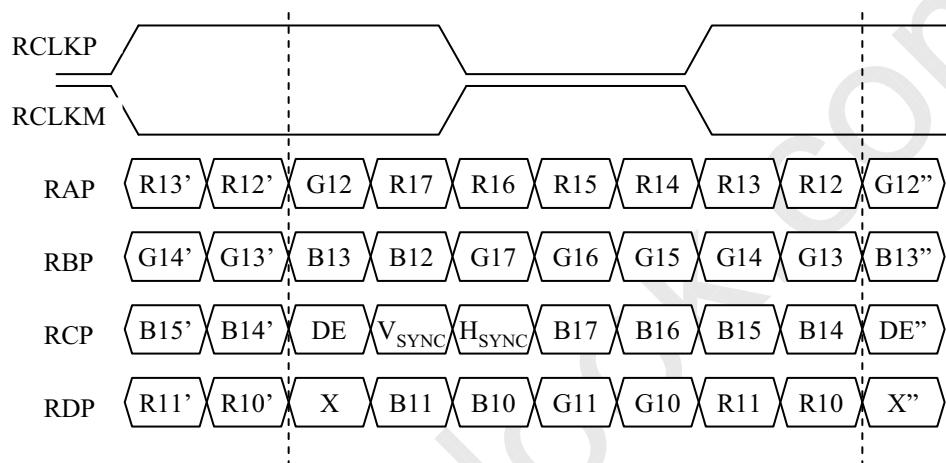 RCLKP
RCLKM
RAP R13’ R12’ G12 R17 R16 R15 R14 R13 R12 G12”
RBP G14’ G13’ B13 B12 G17 G16 G15 G14 G13 B13”
RCP B15’ B14’ DE VSYNC HSYNC B17 B16 B15 B14 DE”
RDP R11’ R10’ X B11 B10 G11 G10 R11 R10 X”